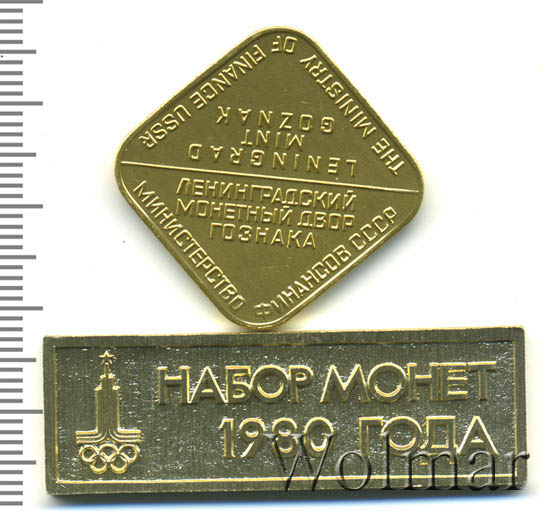 THE MINISTRY OF FINANCE USSR
LENINGRAD
MINT
GOZNAK
ЛЕНИНГРАДСКИЙ
МОНЕТНЫЙ ДВОР
ГОЗНАКА
МИНИСТЕРСТВО ФИНАНСОВ СССР
НАБОР МОНЕТ
1980 ГОДА
Wolmar